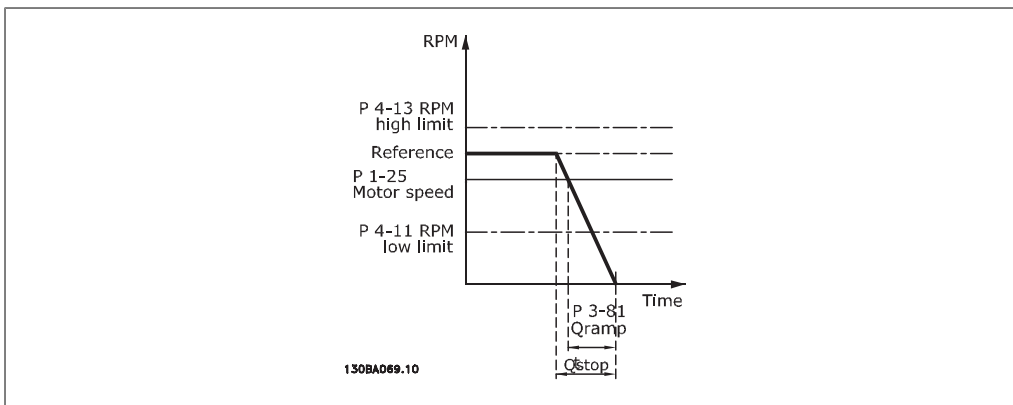 RPM
P 4-13 RPM
high limit
Reference
P 1-25
Motor speed
P 4-11 RPM
low limit
Time
P 3-81
Qramp
Qstop
130BA069.10